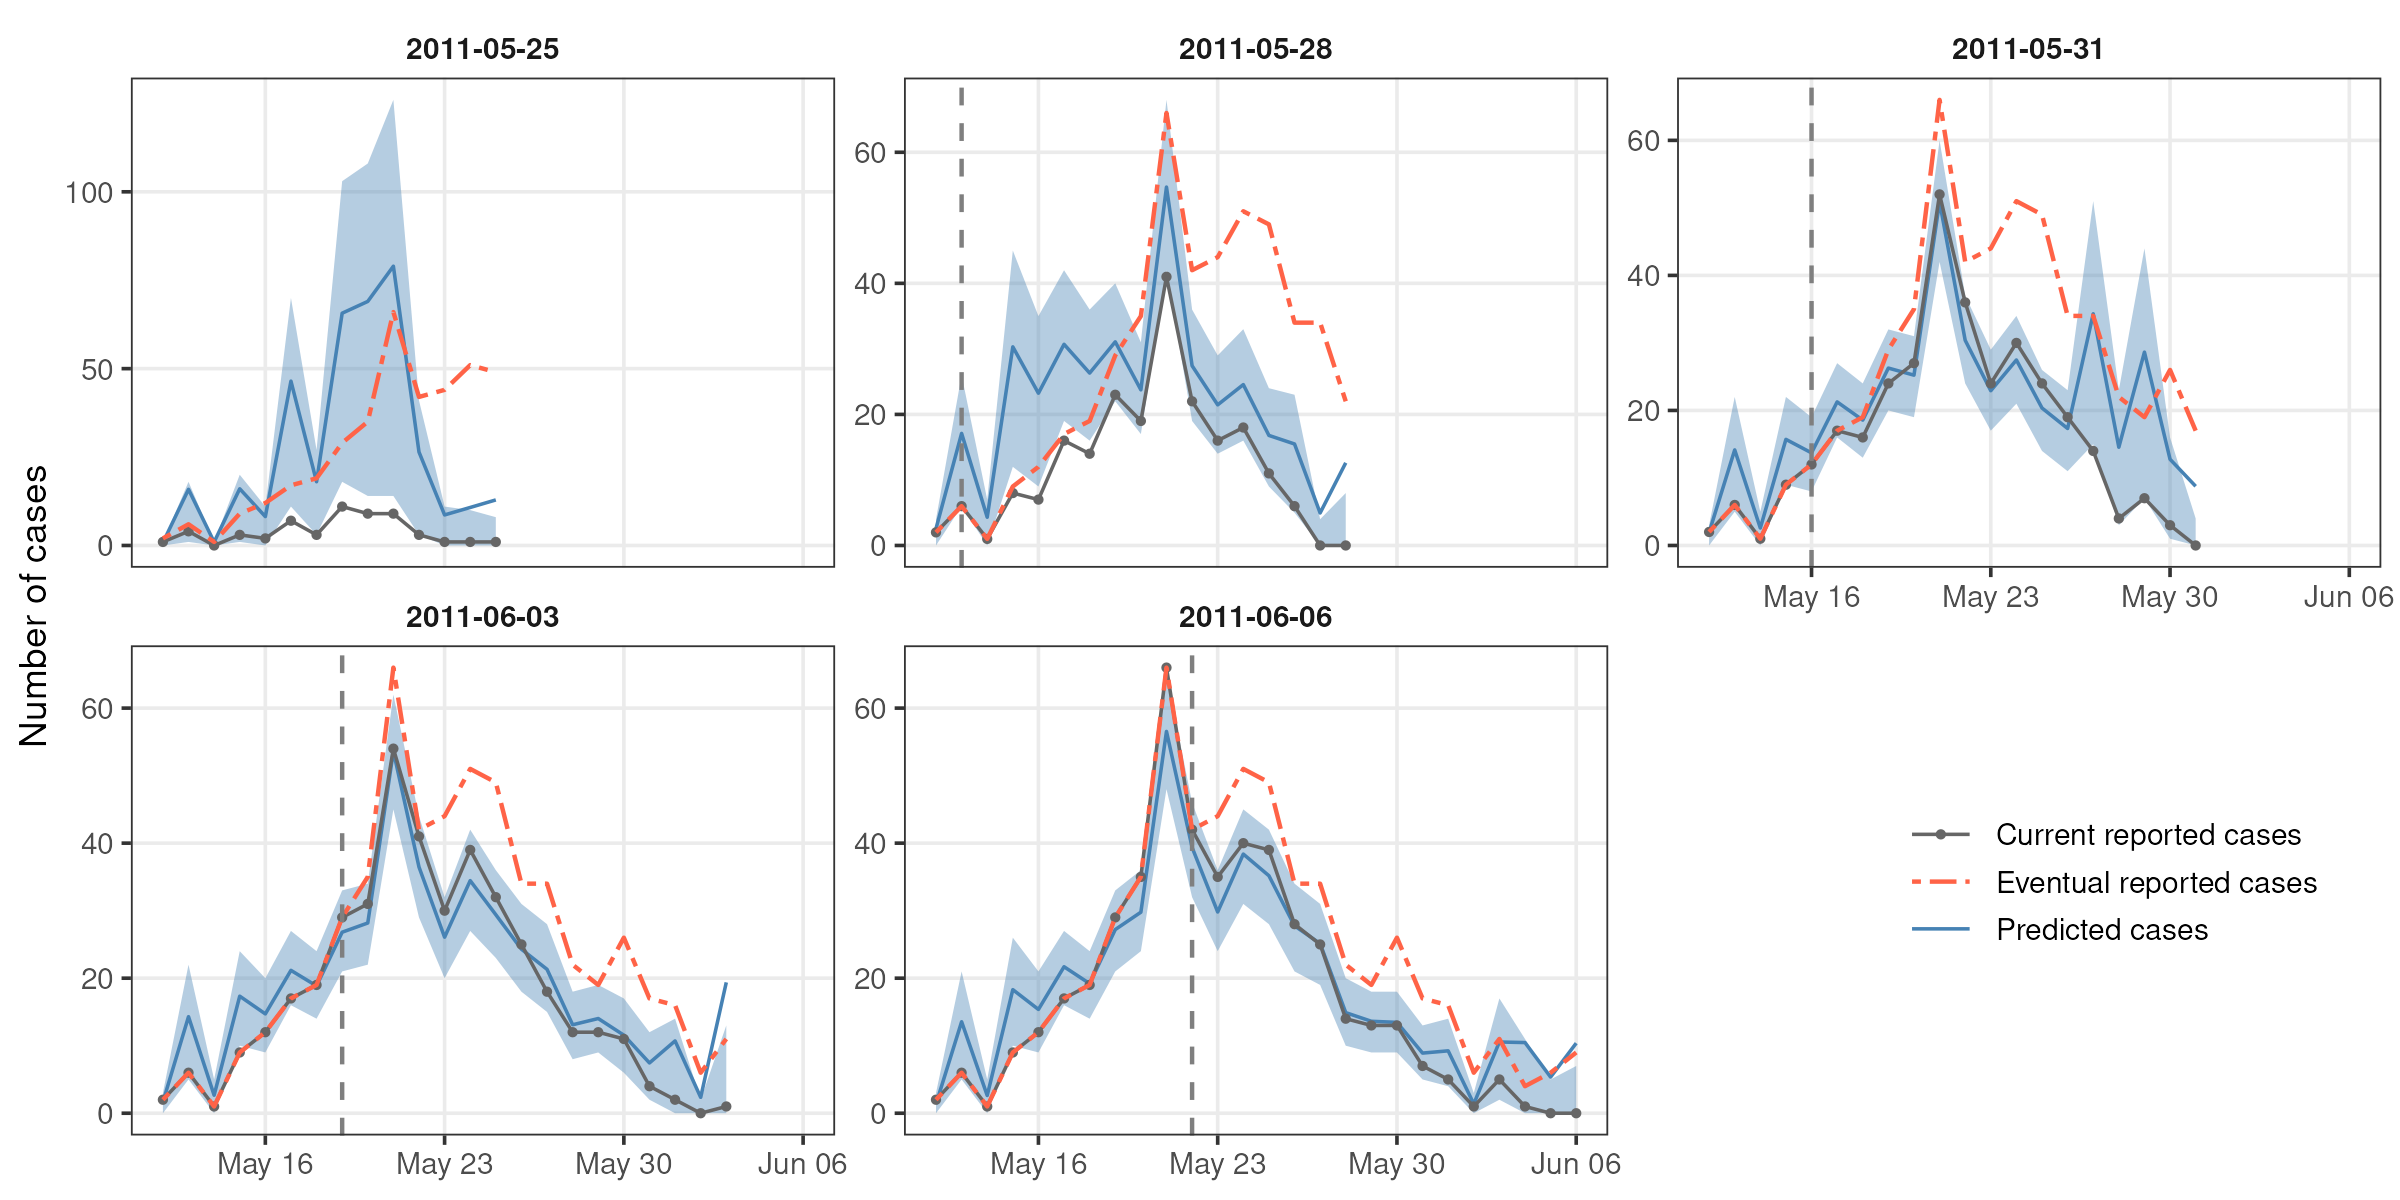 2011-05-25
2011-05-28
2011-05-31
100
50
0
60
40
20
0
60
40
20
0
May 16
May 23
May 30
Jun 06
Number of cases
2011-06-03
2011-06-06
60
40
20
0
60
40
20
0
May 16
May 23
May 30
Jun 06
May 16
May 23
May 30
Jun 06
Current reported cases
Eventual reported cases
Predicted cases